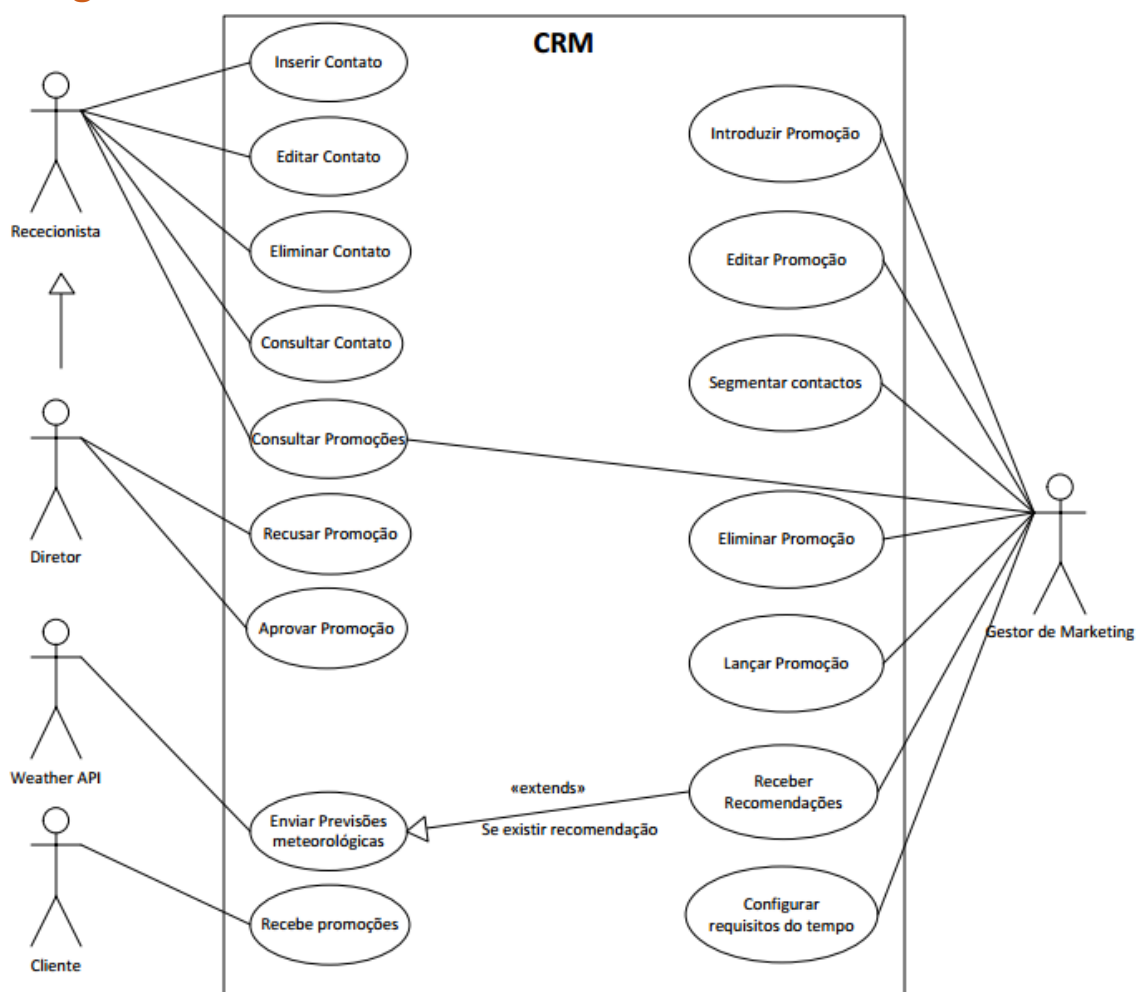 CRM
Inserir Contato
Introduzir Promoção
Editar Contato
Rececionista
Eliminar Contato
Editar Promoção
Consultar Contato
Segmentar contactos
Consultar Promoções
Recusar Promoção
Eliminar Promoção
Diretor
Aprovar Promoção
Gestor de Marketing
Lançar Promoção
Weather API
«extends»
Receber
Recomendações
Enviar Previsões
meteorológicas
Se existir recomendação
Configurar
requisitos do tempo
Recebe promoções
Cliente